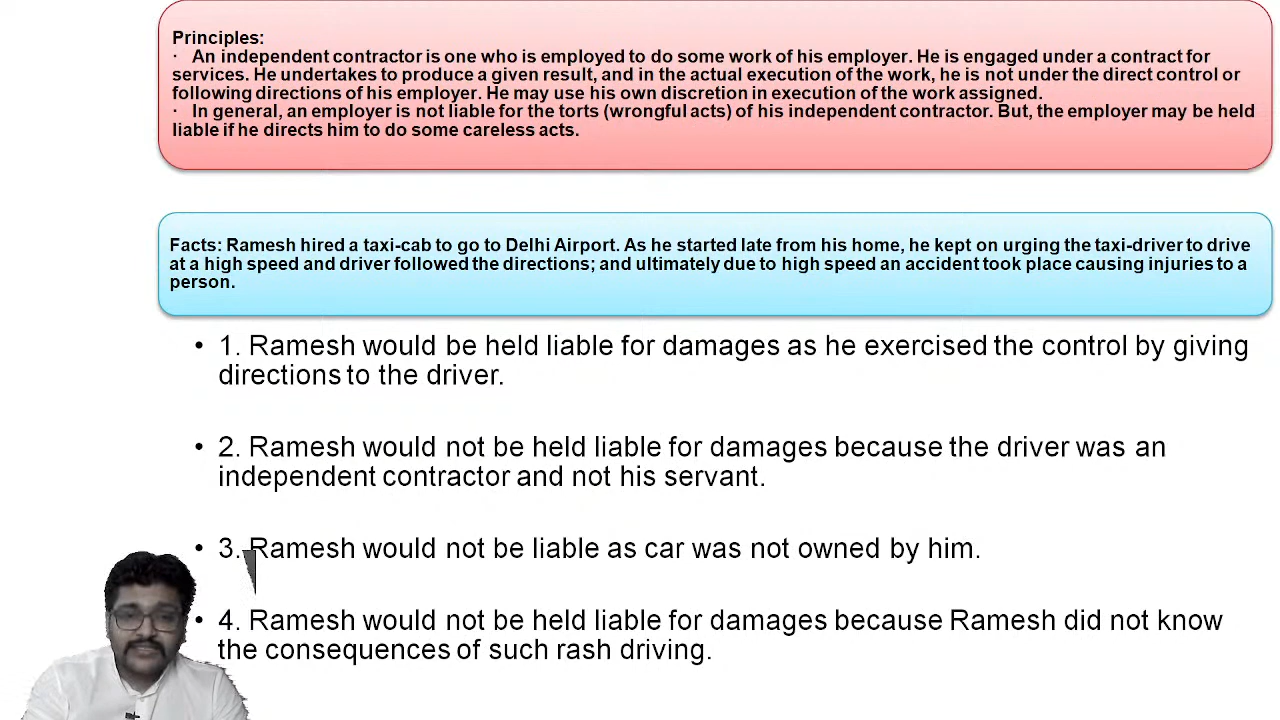 Principles:
· An independent contractor is one who is employed to do some work of his employer. He is engaged under a contract for
services. He undertakes to produce a given result, and in the actual execution of the work, he is not under the direct control or
following directions of his employer. He may use his own discretion in execution of the work assigned.
· In general, an employer is not liable for the torts (wrongful acts) of his independent contractor. But, the employer may be held
liable if he directs him to do some careless acts.
Facts: Ramesh hired a taxi-cab to go to Delhi Airport. As he started late from his home, he kept on urging the taxi-driver to drive
at a high speed and driver followed the directions; and ultimately due to high speed an accident took place causing injuries to a
person.
• 1. Ramesh would be held liable for damages as he exercised the control by giving
directions to the driver.
• 2. Ramesh would not be held liable for damages because the driver was an
independent contractor and not his servant.
• 3. Ramesh would not be liable as car was not owned by him.
• 4. Ramesh would not be held liable for damages because Ramesh did not know
the consequences of such rash driving.